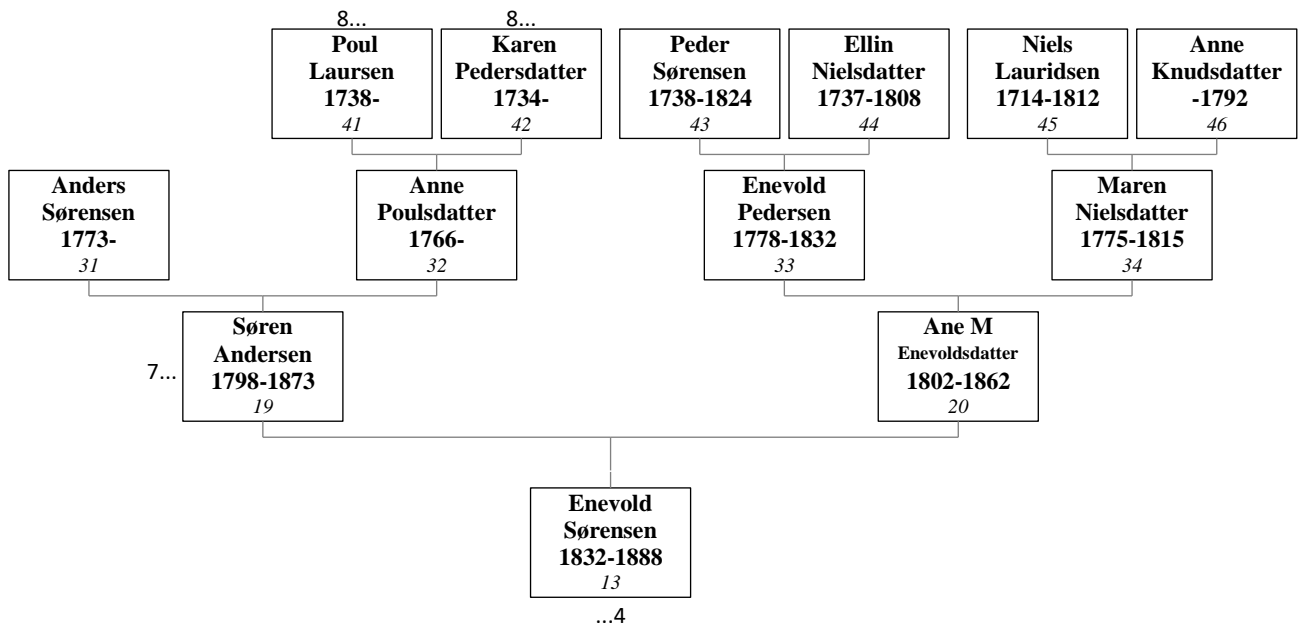 8...
8...
Poul
Laursen
1738-
41
Karen
Pedersdatter
1734-
42
Peder
Sørensen
1738-1824
43
Ellin
Nielsdatter
1737-1808
44
Niels
Lauridsen
1714-1812
45
Anne
Knudsdatter
-1792
46
Anders
Sørensen
1773-
31
Anne
Poulsdatter
1766-
32
Enevold
Pedersen
1778-1832
33
Maren
Nielsdatter
1775-1815
34
7...
Søren
Andersen
1798-1873
19
Ane M
Enevoldsdatter
1802-1862
20
Enevold
Sørensen
1832-1888
13
...4